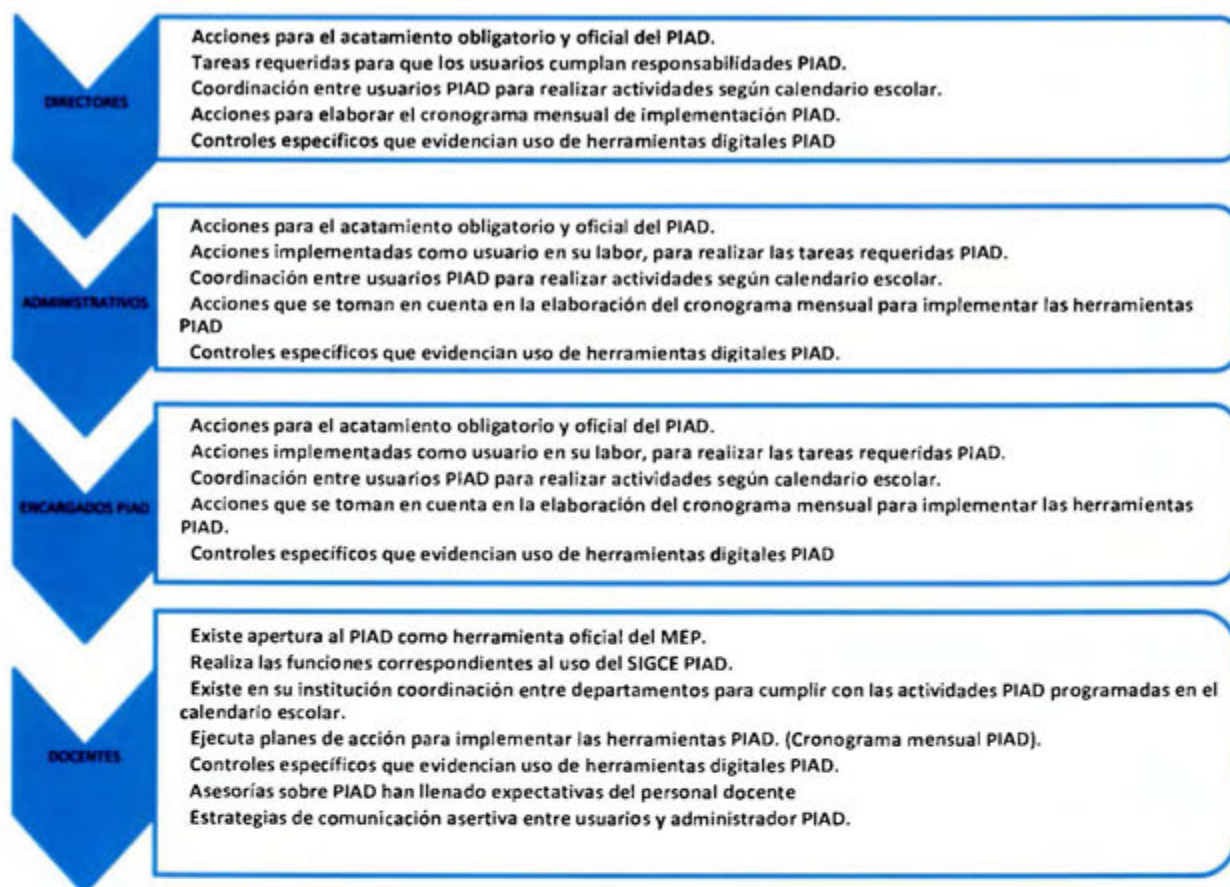 DIRECTORES
Acciones para el acatamiento obligatorio y oficial del PIAD.
Tareas requeridas para que los usuarios cumplan responsabilidades PIAD.
Coordinación entre usuarios PIAD para realizar actividades según calendario escolar.
Acciones para elaborar el cronograma mensual de implementación PIAD.
Controles específicos que evidencian uso de herramientas digitales PIAD
ADMINISTRATIVOS
Acciones para el acatamiento obligatorio y oficial del PIAD.
Acciones implementadas como usuario en su labor, para realizar las tareas requeridas PIAD.
Coordinación entre usuarios PIAD para realizar actividades según calendario escolar.
Acciones que se toman en cuenta en la elaboración del cronograma mensual para implementar las herramientas
PIAD
Controles específicos que evidencian uso de herramientas digitales PIAD.
ENCARGADOS PIAD
Acciones para el acatamiento obligatorio y oficial del PIAD.
Acciones implementadas como usuario en su labor, para realizar las tareas requeridas PIAD.
Coordinación entre usuarios PIAD para realizar actividades según calendario escolar.
Acciones que se toman en cuenta en la elaboración del cronograma mensual para implementar las herramientas
PIAD.
Controles específicos que evidencian uso de herramientas digitales PIAD
DOCENTES
Existe apertura al PIAD como herramienta oficial del MEP.
Realiza las funciones correspondientes al uso del SIGCE PIAD.
Existe en su institución coordinación entre departamentos para cumplir con las actividades PIAD programadas en el
calendario escolar.
Ejecuta planes de acción para implementar las herramientas PIAD. (Cronograma mensual PIAD).
Controles específicos que evidencian uso de herramientas digitales PIAD.
Asesorías sobre PIAD han llenado expectativas del personal docente
Estrategias de comunicación asertiva entre usuarios y administrador PIAD.